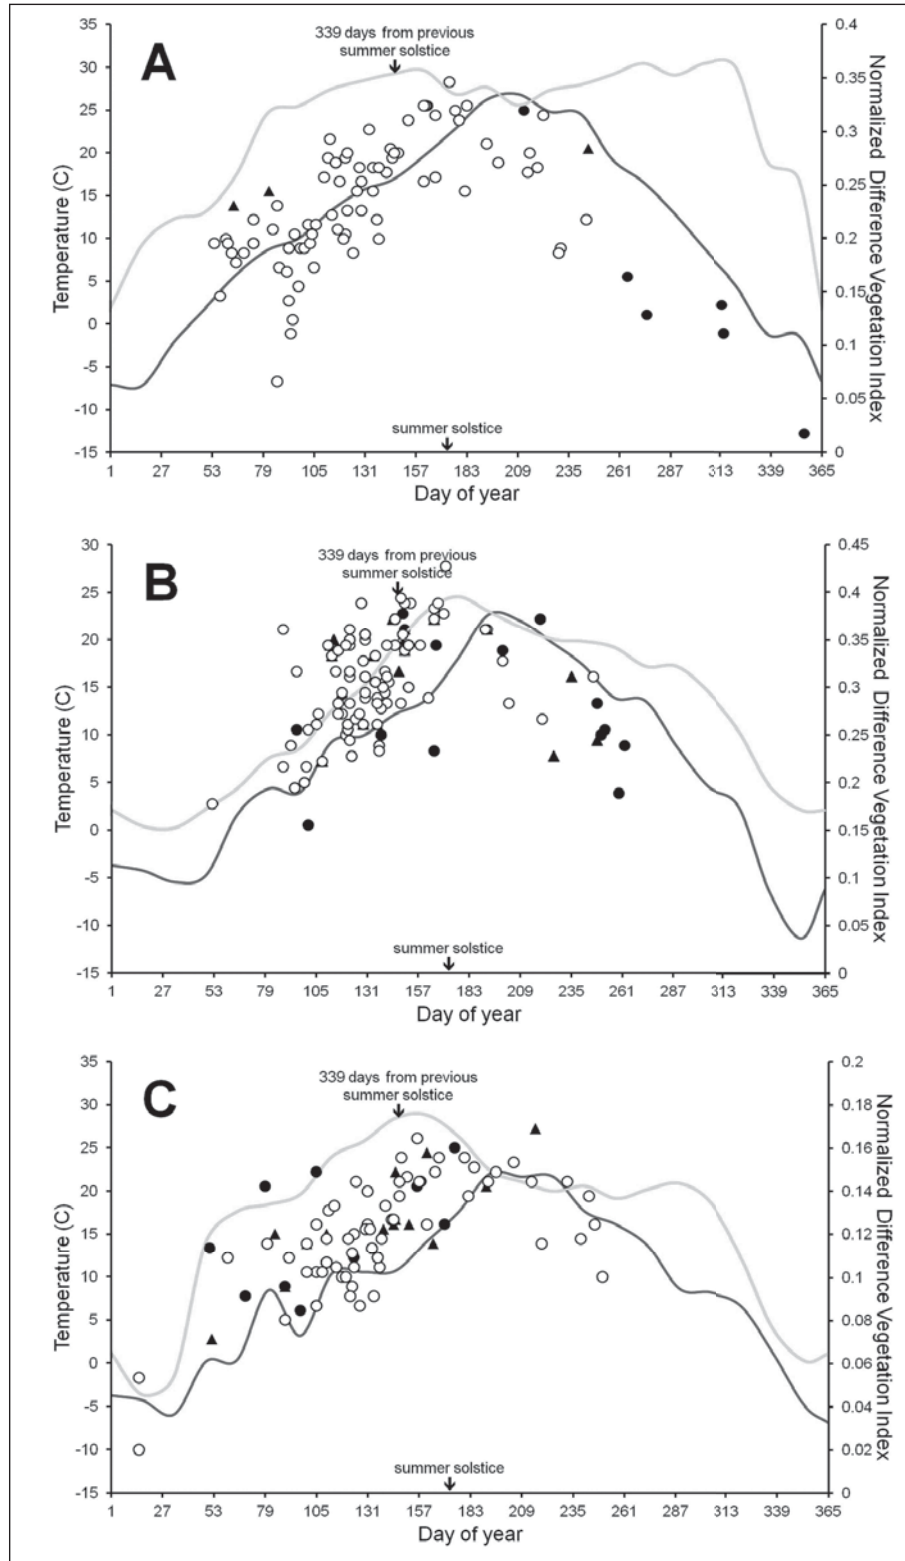 A
339 days from previous
summer solstice
35
30
25
20
15
10
5
0
-5
-10
-15
Temperature (C)
0.4
0.35
0.3
0.25
0.2
0.15
0.1
0.05
0
Normalized Difference Vegetation Index
summer solstice
1 27 53 79 105 131 157 183 209 235 261 287 313 339 365
Day of year
B
339 days from previous
summer solstice
30
25
20
15
10
5
0
-5
-10
-15
Temperature (C)
0.45
0.4
0.35
0.3
0.25
0.2
0.15
0.1
0.05
0
Normalized Difference Vegetation Index
summer solstice
1 27 53 79 105 131 157 183 209 235 261 287 313 339 365
Day of year
C
339 days from previous
summer solstice
35
30
25
20
15
10
5
0
-5
-10
-15
Temperature (C)
0.2
0.18
0.16
0.14
0.12
0.1
0.08
0.06
0.04
0.02
0
Normalized Difference Vegetation Index
summer solstice
1 27 53 79 105 131 157 183 209 235 261 287 313 339 365
Day of year